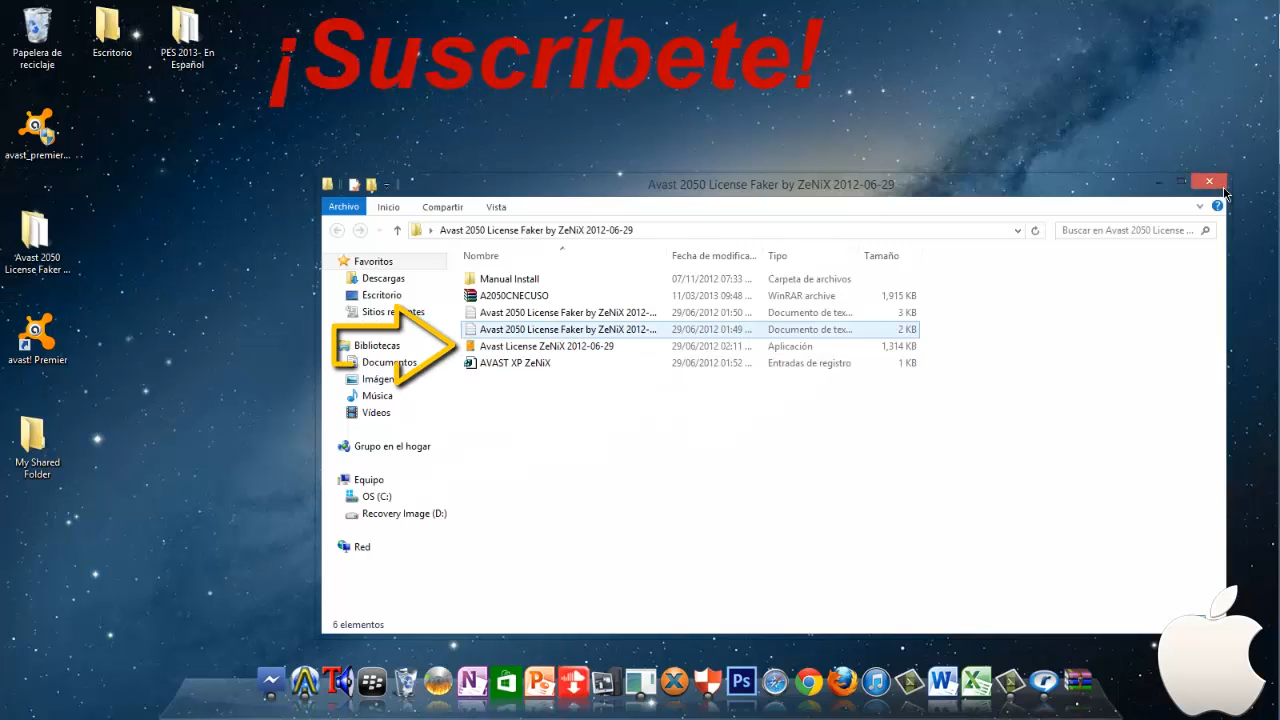 ¡Suscríbete!
Papelera de
reciclaje
Escritorio
PES 2013- En
Español
avast_premier...
Avast 2050
License Faker ...
avast! Premier
My Shared
Folder
Avast 2050 License Faker by ZeNiX 2012-06-29
Archivo
Inicio
Compartir
Vista
Avast 2050 License Faker by ZeNiX 2012-06-29
Buscar en Avast 2050 License ...
Nombre
Fecha de modifica...
Tipo
Tamaño
Favoritos
Descargas
Escritorio
Sitios
Bibliotecas
Documentos
Imágen
Música
Vídeos
Grupo en el hogar
Equipo
OS (C:)
Recovery Image (D:)
Red
Manual Install 07/11/2012 07:33 ... Carpeta de archivos
A2050CNECUSO 11/03/2013 09:48 ... WinRAR archive 1,915 KB
Avast 2050 License Faker by ZeNiX 2012-... 29/06/2012 01:50 ... Documento de tex... 3 KB
Avast 2050 License Faker by ZeNiX 2012-... 29/06/2012 01:49 ... Documento de tex... 2 KB
Avast License ZeNiX 2012-06-29 29/06/2012 02:11 ... Aplicación 1,314 KB
AVAST XP ZeNiX 29/06/2012 01:52 ... Entradas de registro 1 KB
6 elementos
Ps